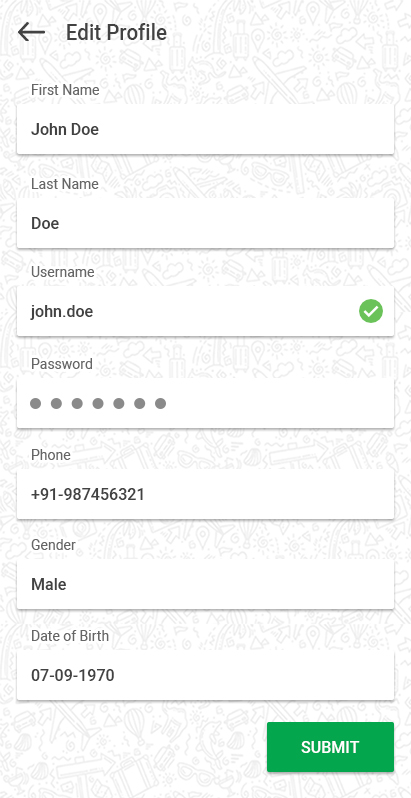 Edit Profile
First Name
John Doe
Last Name
Doe
Username
john.doe
Password
Phone
+91-987456321
Gender
Male
Date of Birth
07-09-1970
SUBMIT